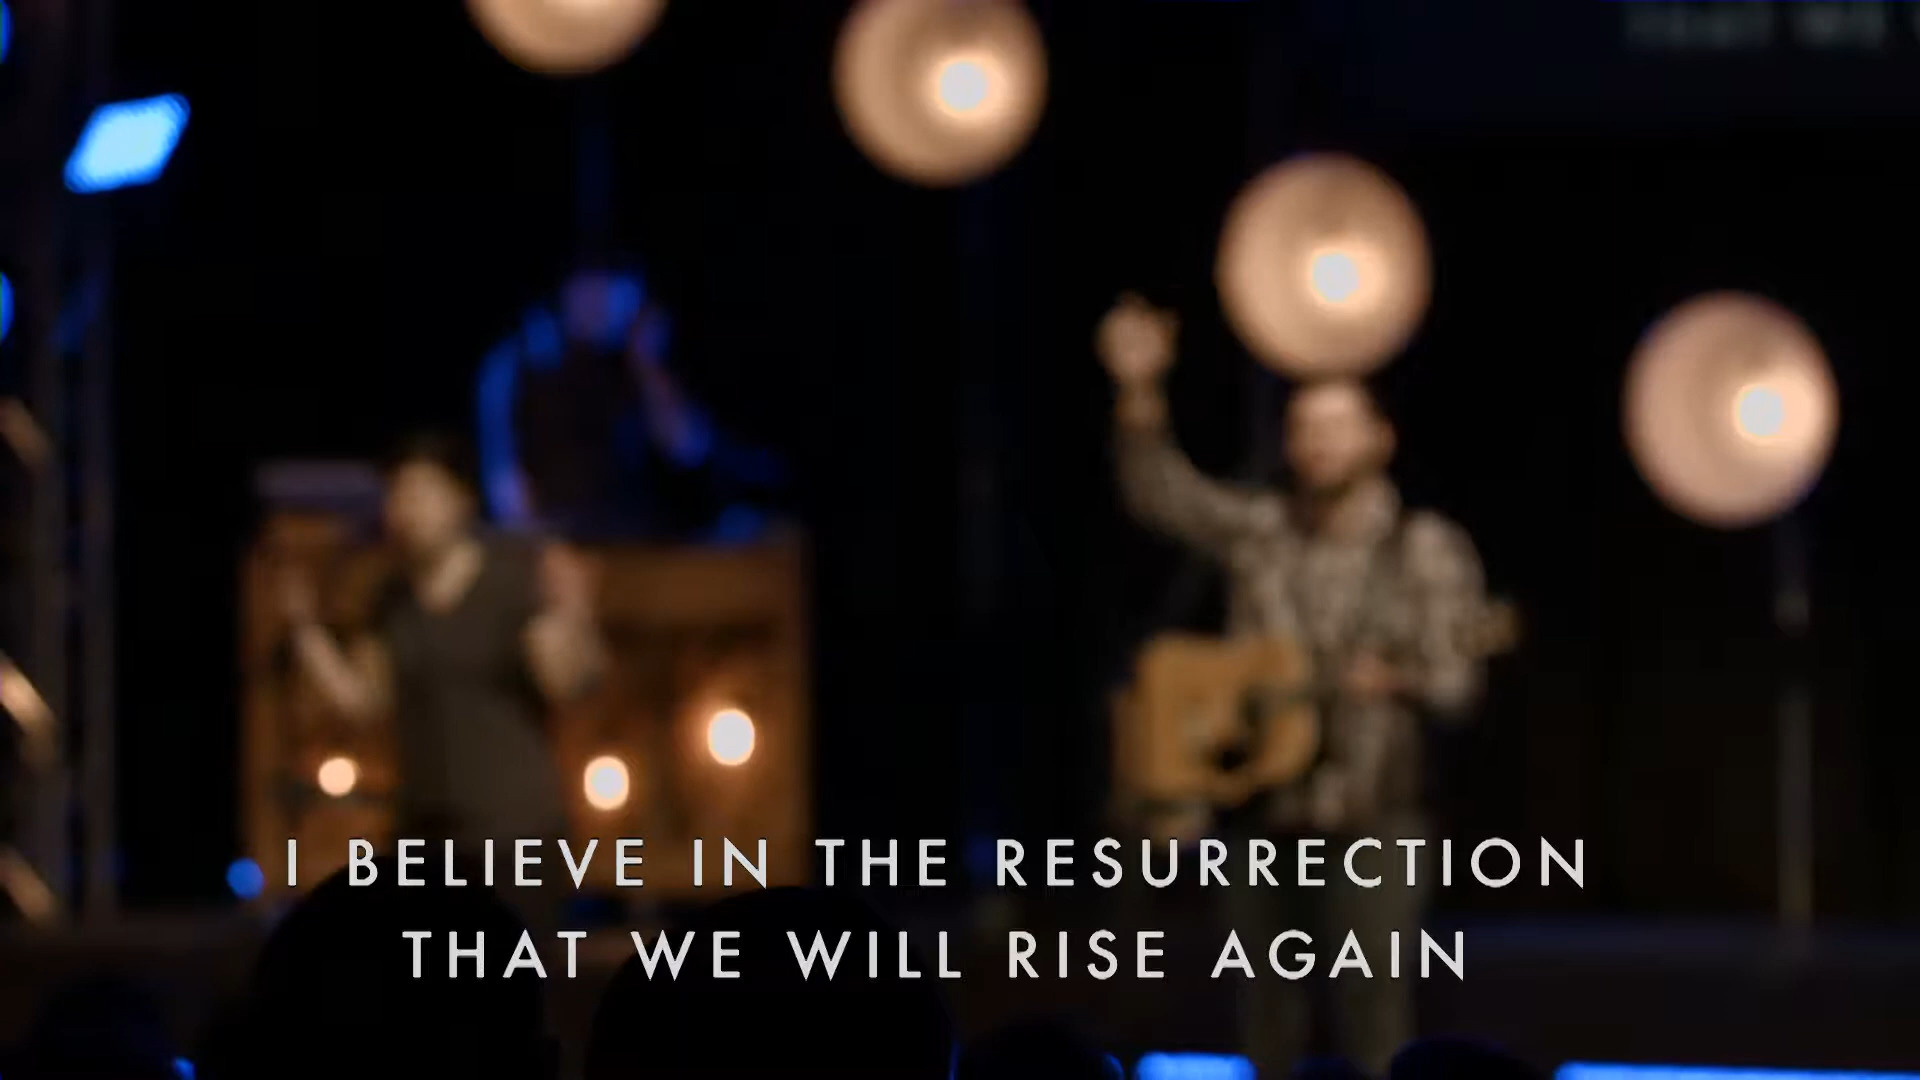 I BELIEVE IN THE RESURRECTION
THAT WE WILL RISE AGAIN